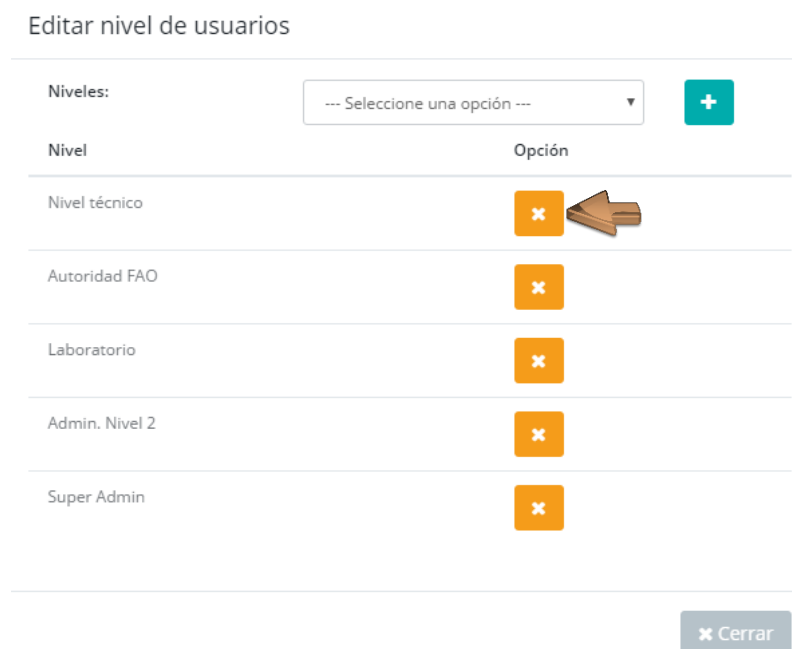 Editar nivel de usuarios
Niveles:
--- Seleccione una opción ---
Nivel Opción
Nivel técnico
Autoridad FAO
Laboratorio
Admin. Nivel 2
Super Admin
Cerrar